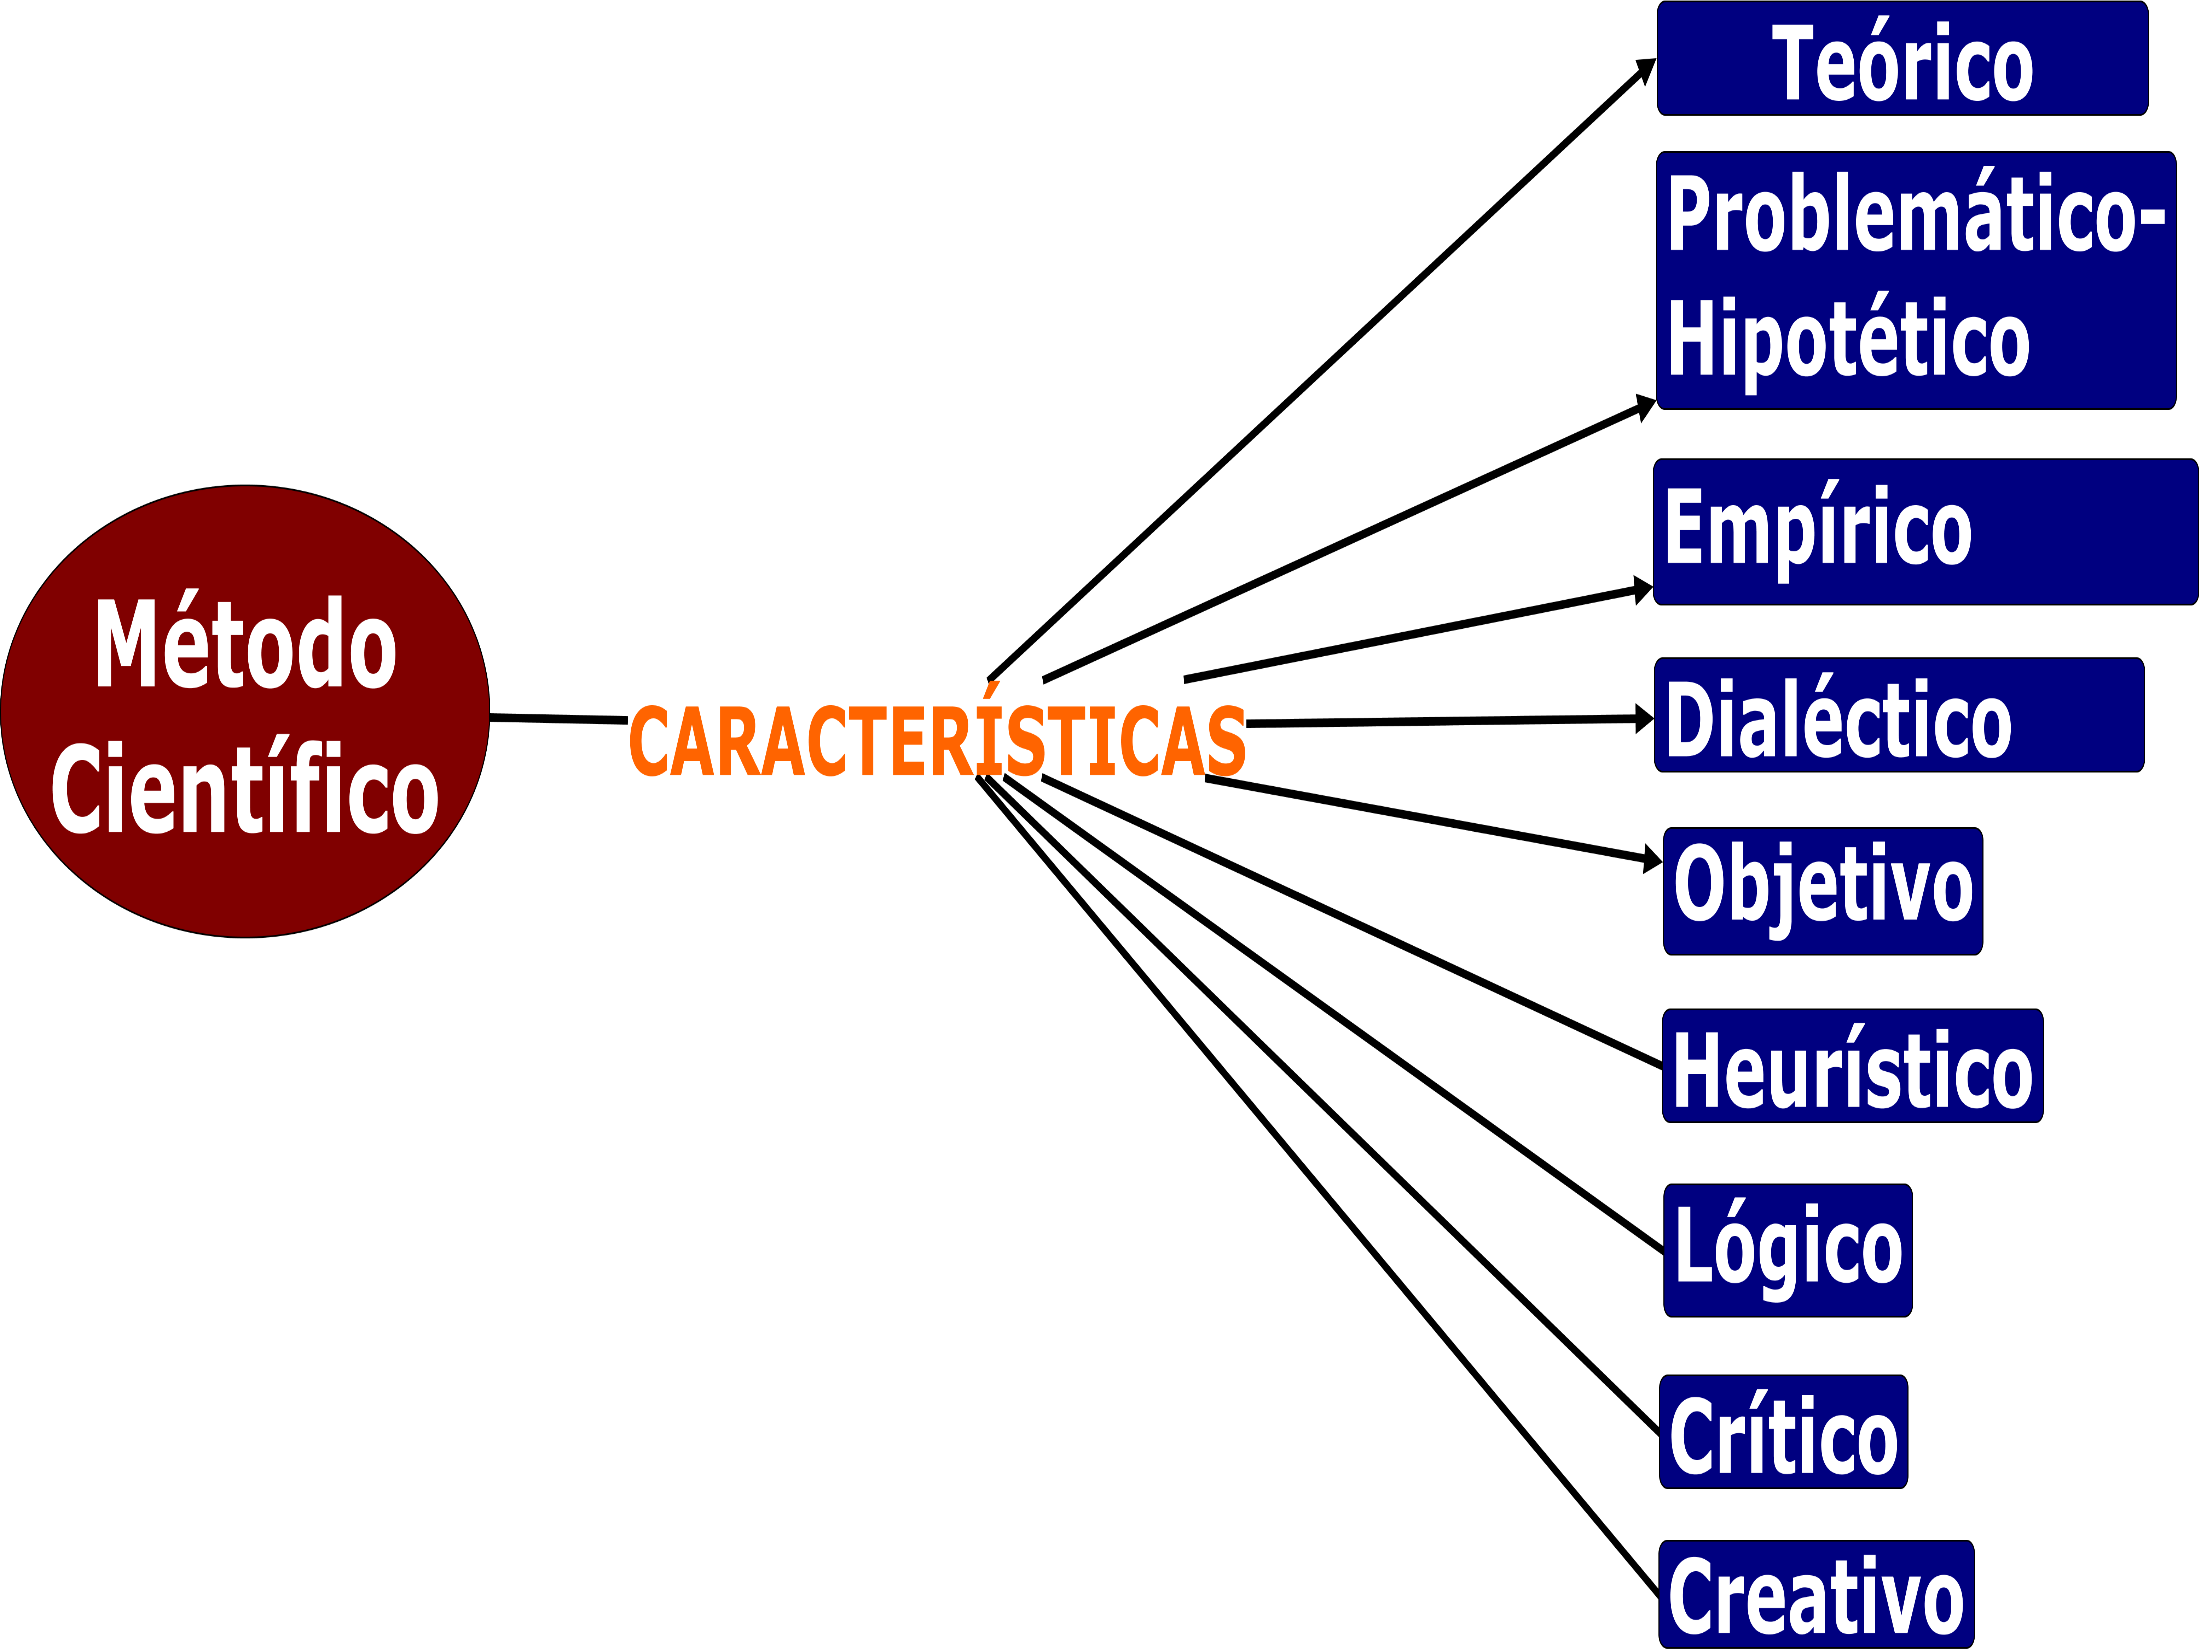 Método
Científico
CARACTERÍSTICAS
Teórico
Problemático-
Hipotético
Empírico
Dialéctico
Objetivo
Heurístico
Lógico
Crítico
Creativo